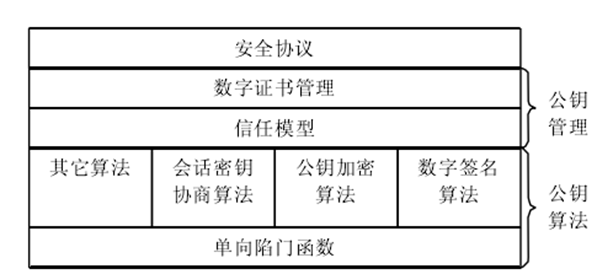 安全协议
数字证书管理
信任模型
公钥
管理
其它算法
会话密钥
协商算法
公钥加密
算法
数字签名
算法
单向陷门函数
公钥
算法